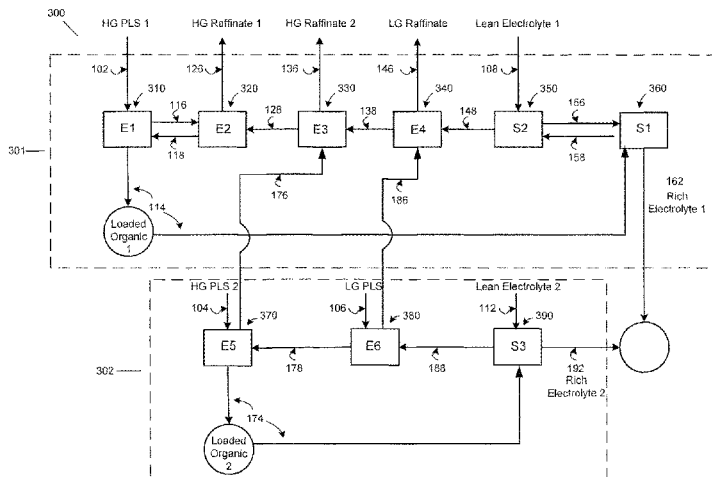 300
HG PLS 1
HG Raffinate 1
HG Raffinate 2
LG Raffinate
Lean Electrolyte 1
102
126
136
146
108
310
320
330
340
350
360
E1
116
118
E2
128
E3
138
E4
148
S2
166
158
S1
301
114
176
186
162
Rich
Electrolyte 1
Loaded
Organic
1
HG PLS 2
LG PLS
Lean Electrolyte 2
104
106
112
370
380
390
E5
178
E6
188
S3
192
Rich
Electrolyte 2
302
174
Loaded
Organic
2